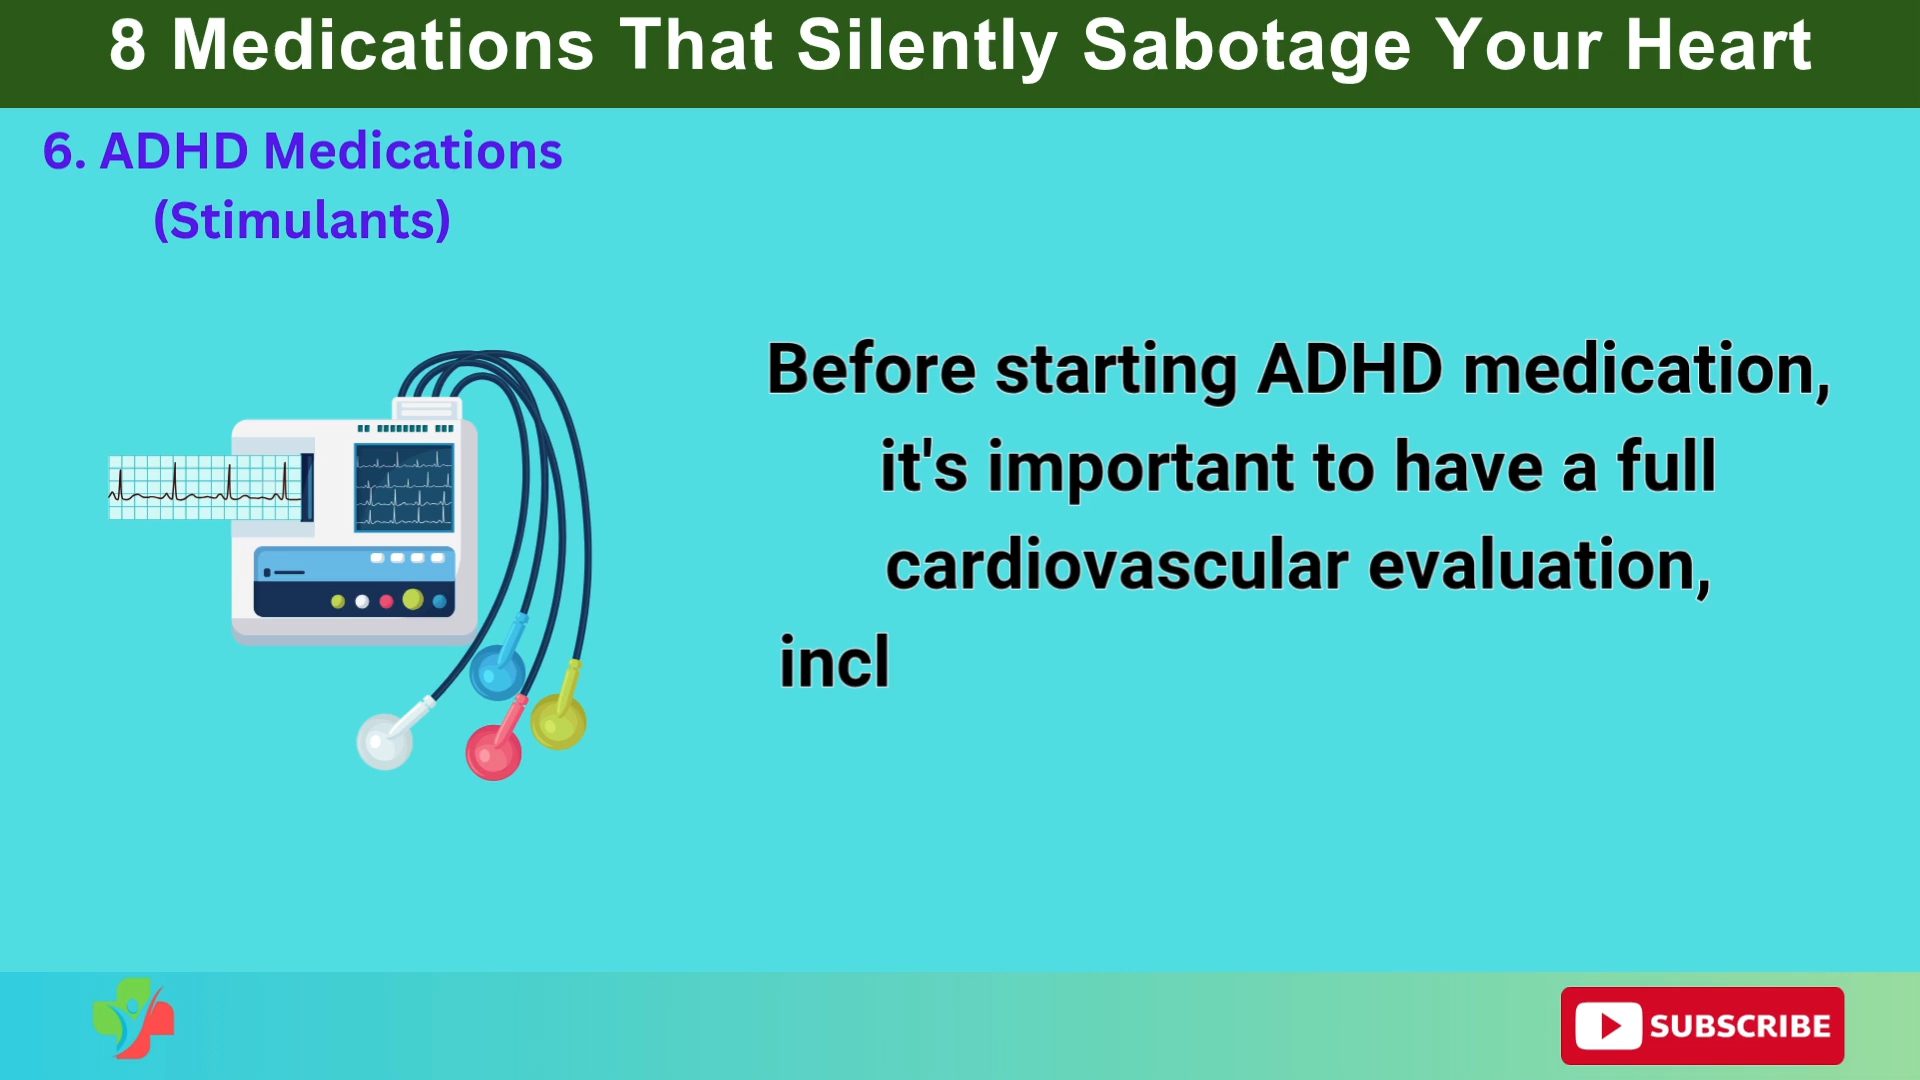 8 Medications That Silently Sabotage Your Heart
6. ADHD Medications
(Stimulants)
Before starting ADHD medication,
it's important to have a full
cardiovascular evaluation,
incl
SUBSCRIBE